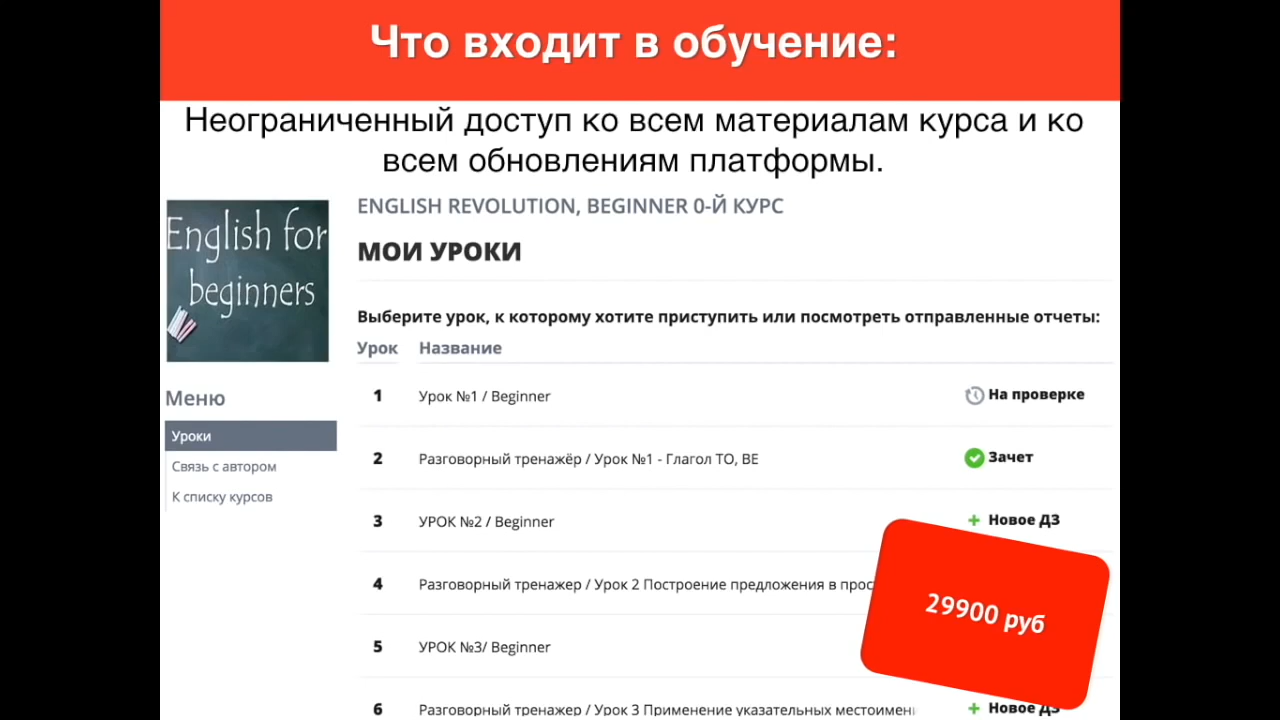 Что входит в обучение:
Неограниченный доступ ко всем материалам курса и ко
всем обновлениям платформы.
English for
beginners
ENGLISH REVOLUTION, BEGINNER 0-Й КУРС
МОИ УРОКИ
Выберите урок, к которому хотите приступить или посмотреть отправленные отчеты:
Урок Название
Меню
Уроки
Связь с автором
К списку курсов
1 Урок №1 / Beginner На проверке
2 Разговорный тренажёр / Урок №1 - Глагол TO, BE Зачет
3 УРОК №2 / Beginner Новое ДЗ
4 Разговорный тренажер / Урок 2 Построение предложения в
5 УРОК №3/ Beginner
6 Разговорный тренажер / Урок 3 Применение указательных Новое ДЗ
29900 руб